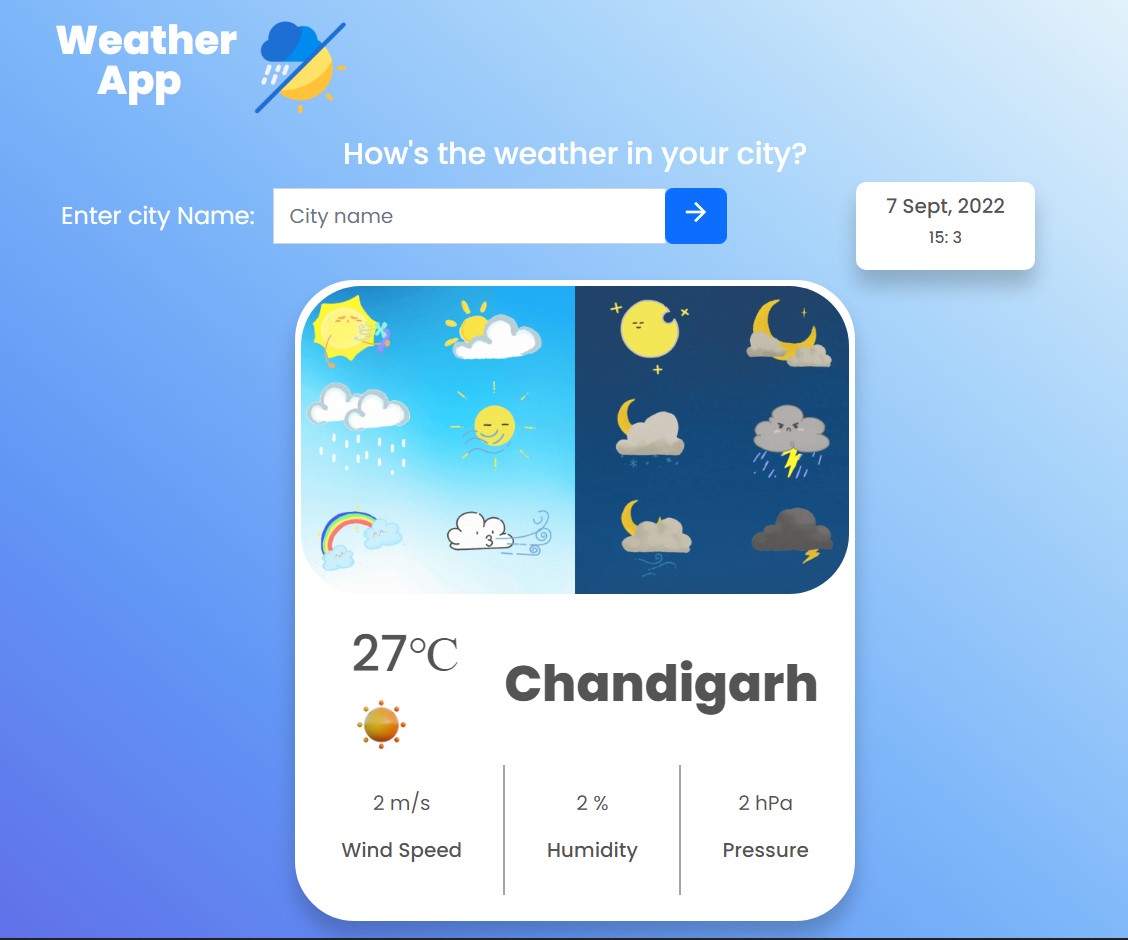 Weather
App
How's the weather in your city?
Enter city Name:
City name
7 Sept, 2022
15: 3
27℃
Chandigarh
2 m/s
2 %
2 hPa
Wind Speed
Humidity
Pressure